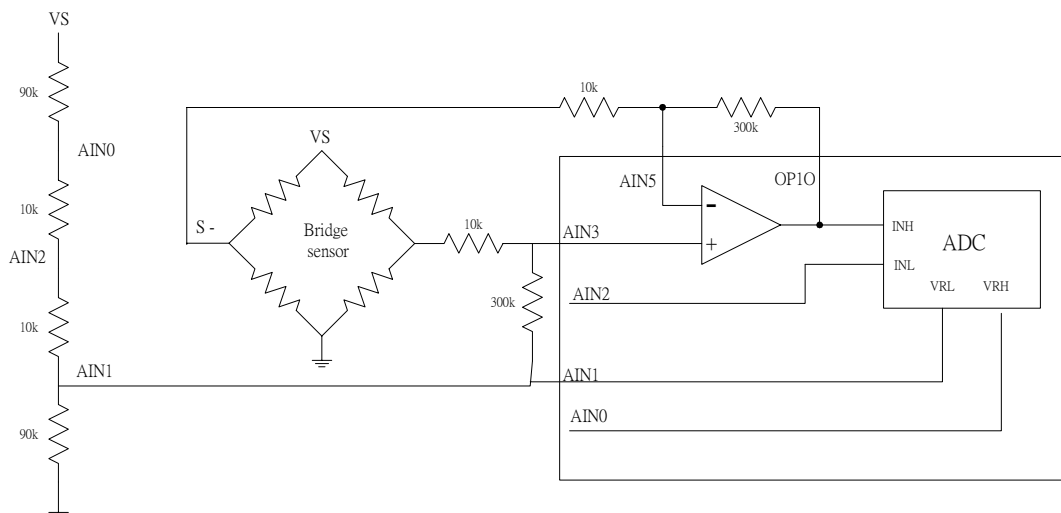 VS
90k
AIN0
10k
AIN2
10k
AIN1
90k
10k
300k
VS
S -
Bridge
sensor
10k
300k
AIN5
OP1O
AIN3
AIN2
AIN1
AIN0
INH
ADC
INL
VRL VRH
-
+